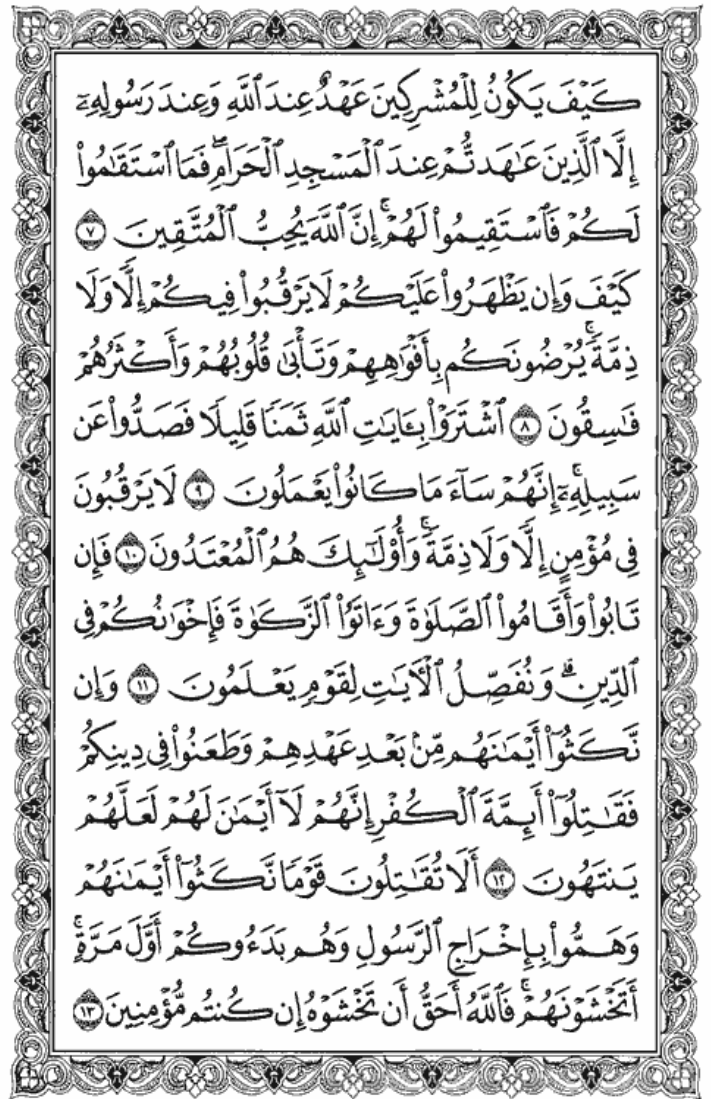 كَيْفَ يَكُونُ لِلْمُشْرِكِينَ عَهْدٌ عِندَ ٱللَّهِ وَعِندَ رَسُولِهِۦٓ
إِلَّا ٱلَّذِينَ عَٰهَدتُّمْ عِندَ ٱلْمَسْجِدِ ٱلْحَرَامِۖ فَمَا ٱسْتَقَٰمُوا۟
لَكُمْ فَٱسْتَقِيمُوا۟ لَهُمْۚ إِنَّ ٱللَّهَ يُحِبُّ ٱلْمُتَّقِينَ ٧
كَيْفَ وَإِن يَظْهَرُوا۟ عَلَيْكُمْ لَا يَرْقُبُوا۟ فِيكُمْ إِلًّا وَلَا
ذِمَّةًۚ يُرْضُونَكُم بِأَفْوَٰهِهِمْ وَتَأْبَىٰ قُلُوبُهُمْ وَأَكْثَرُهُمْ
فَٰسِقُونَ ٨ ٱشْتَرَوْا۟ بِـَٔايَٰتِ ٱللَّهِ ثَمَنًا قَلِيلًا فَصَدُّوا۟ عَن
سَبِيلِهِۦٓۚ إِنَّهُمْ سَآءَ مَا كَانُوا۟ يَعْمَلُونَ ٩ لَا يَرْقُبُونَ
فِى مُؤْمِنٍ إِلًّا وَلَا ذِمَّةًۚ وَأُو۟لَٰٓئِكَ هُمُ ٱلْمُعْتَدُونَ ١٠ فَإِن
تَابُوا۟ وَأَقَامُوا۟ ٱلصَّلَوٰةَ وَءَاتَوُا۟ ٱلزَّكَوٰةَ فَإِخْوَٰنُكُمْ فِى
ٱلدِّينِۗ وَنُفَصِّلُ ٱلْـَٔايَٰتِ لِقَوْمٍ يَعْلَمُونَ ١١ وَإِن
نَّكَثُوٓا۟ أَيْمَٰنَهُم مِّنۢ بَعْدِ عَهْدِهِمْ وَطَعَنُوا۟ فِى دِينِكُمْ
فَقَٰتِلُوٓا۟ أَئِمَّةَ ٱلْكُفْرِ إِنَّهُمْ لَآ أَيْمَٰنَ لَهُمْ لَعَلَّهُمْ
يَنتَهُونَ ١٢ أَلَا تُقَٰتِلُونَ قَوْمًا نَّكَثُوٓا۟ أَيْمَٰنَهُمْ
وَهَمُّوا۟ بِإِخْرَاجِ ٱلرَّسُولِ وَهُم بَدَءُوكُمْ أَوَّلَ مَرَّةٍۚ
أَتَخْشَوْنَهُمْۚ فَٱللَّهُ أَحَقُّ أَن تَخْشَوْهُ إِن كُنتُم مُّؤْمِنِينَ ١٣